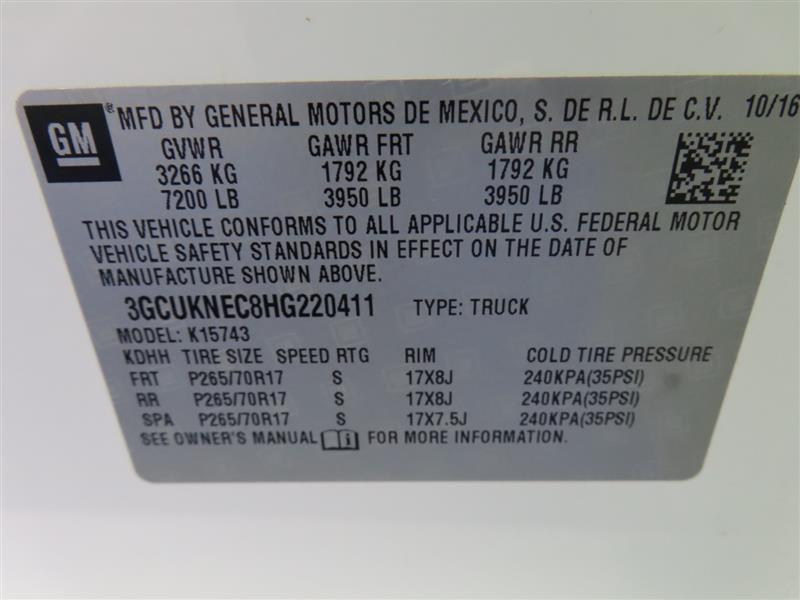 GM
® MFD BY GENERAL MOTORS DE MEXICO, S. DE R.L. DE C.V. 10/16
GVWR GAWR FRT GAWR RR
3266 KG 1792 KG 1792 KG
7200 LB 3950 LB 3950 LB
THIS VEHICLE CONFORMS TO ALL APPLICABLE U.S. FEDERAL MOTOR
VEHICLE SAFETY STANDARDS IN EFFECT ON THE DATE OF
MANUFACTURE SHOWN ABOVE.
3GCUKNEC8HG220411 TYPE: TRUCK
MODEL: K15743
KDHH TIRE SIZE SPEED RTG RIM COLD TIRE PRESSURE
FRT P265/70R17 S 17X8J 240KPA(35PSI)
RR P265/70R17 S 17X8J 240KPA(35PSI)
SPA P265/70R17 S 17X7.5J 240KPA(35PSI)
SEE OWNER'S MANUAL i FOR MORE INFORMATION.